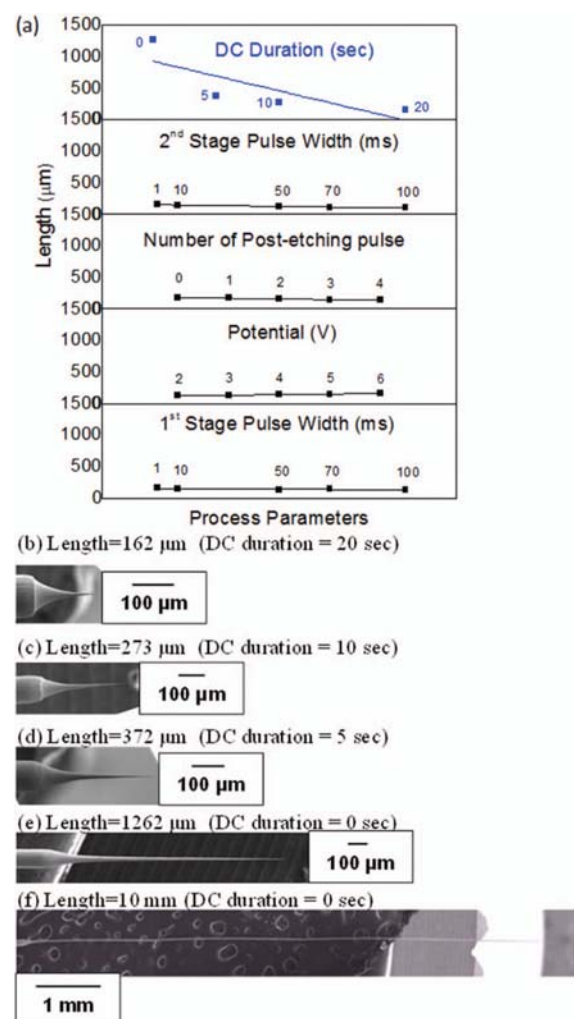 (a)
1500
1000
500
1500
1000
500
15000
1000
500
15000
1000
500
15000
1000
500
0
Length (µm)
DC Duration (sec)
0
5
10
20
2nd Stage Pulse Width (ms)
1 10 50 70 100
Number of Post-etching pulse
0 1 2 3 4
Potential (V)
2 3 4 5 6
1st Stage Pulse Width (ms)
1 10 50 70 100
Process Parameters
(b) Length=162 µm (DC duration = 20 sec)
100 µm
(c) Length=273 µm (DC duration = 10 sec)
100 µm
(d) Length=372 µm (DC duration = 5 sec)
100 µm
(e) Length=1262 µm (DC duration = 0 sec)
100 µm
(f) Length=10 mm (DC duration = 0 sec)
1 mm